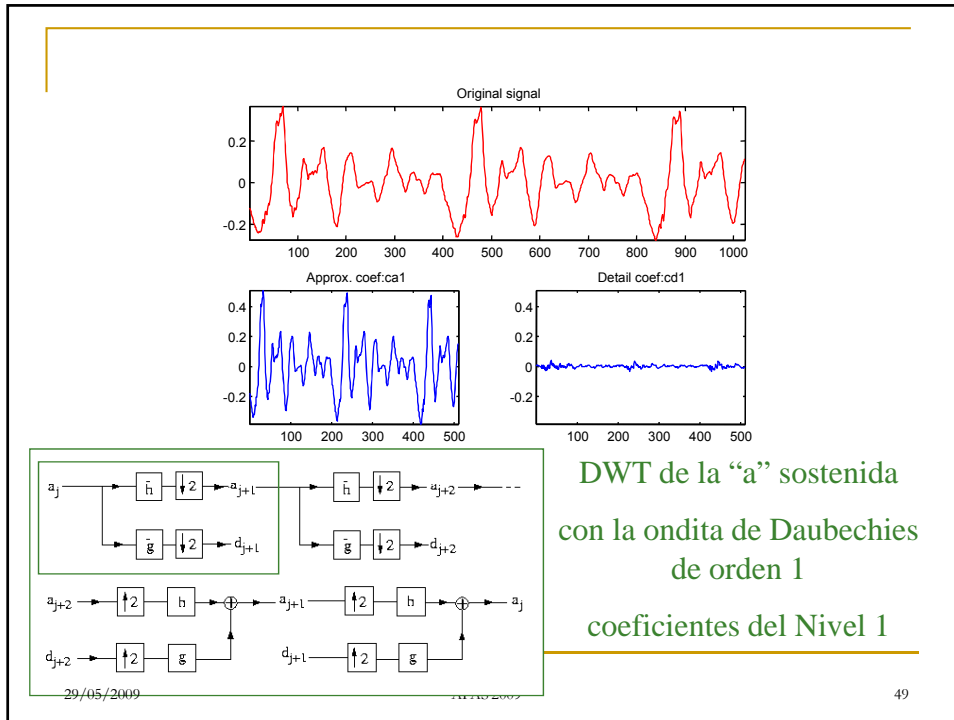 Original signal
0.2
0
-0.2
100 200 300 400 500 600 700 800 900 1000
Approx. coef:ca1
0.4
0.2
0
-0.2
100 200 300 400 500
Detail coef:cd1
0.4
0.2
0
-0.2
100 200 300 400 500
a_j h̄ ↓2 a_{j+1} h̄ ↓2 a_{j+2}
ḡ ↓2 d_{j+1} ḡ ↓2 d_{j+2}
a_{j+2} ↑2 h a_{j+1} ↑2 h a_j
d_{j+2} ↑2 g d_{j+1} ↑2 g
DWT de la “a” sostenida
con la ondita de Daubechies
de orden 1
coeficientes del Nivel 1
29/05/2009
2009
49